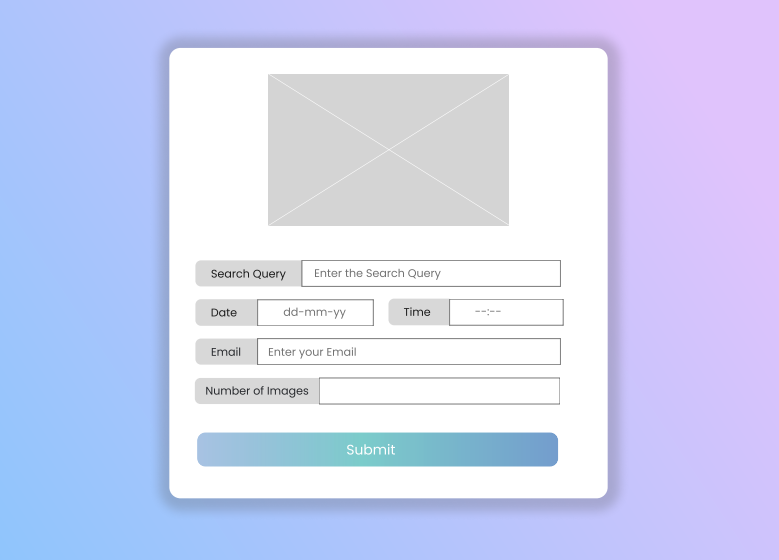 Search Query Enter the Search Query
Date dd-mm-yy Time --:--
Email Enter your Email
Number of Images
Submit